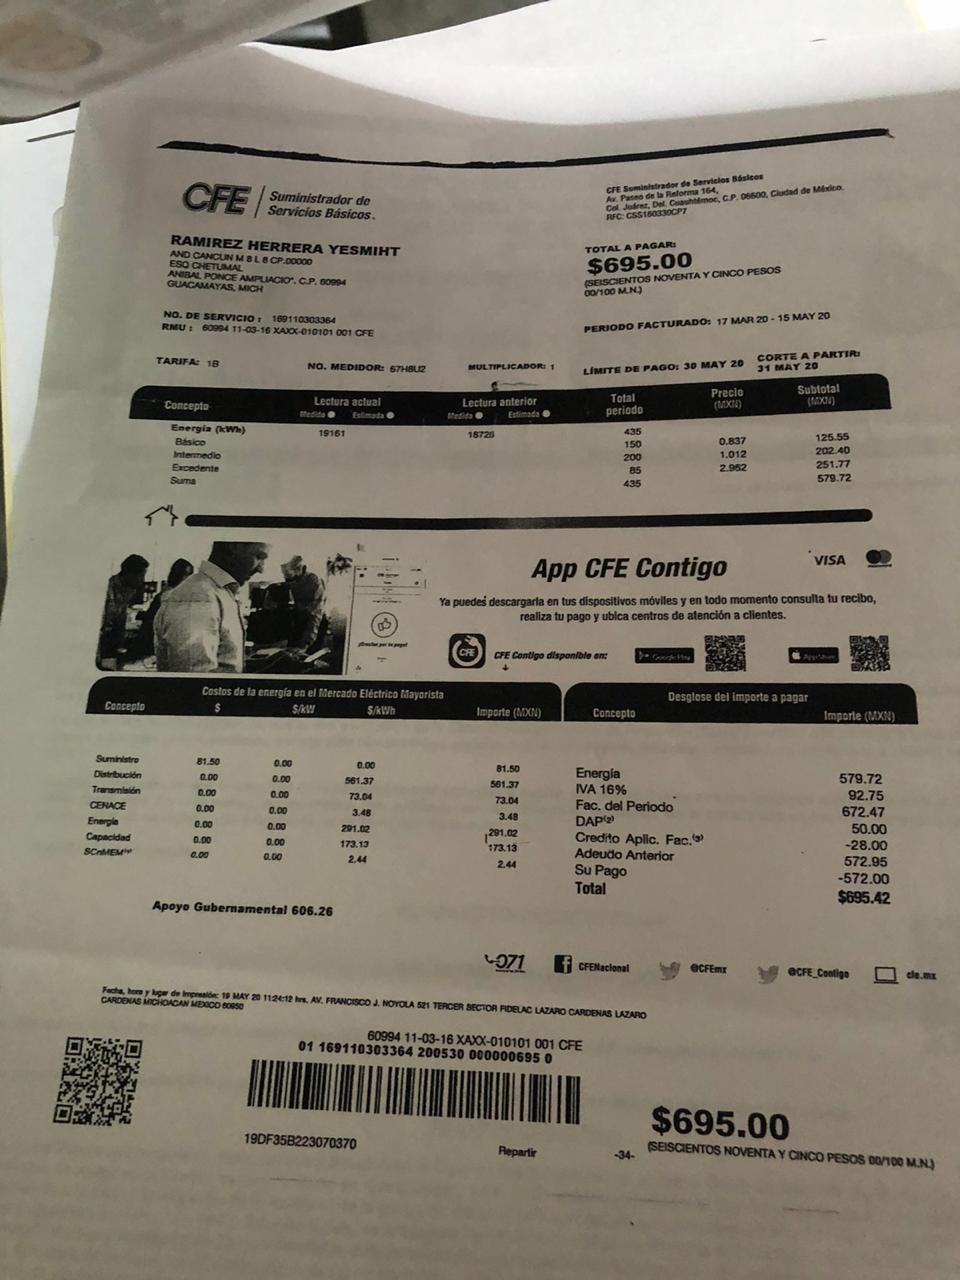 CFE Suministrador de
Servicios Básicos.
CFE Suministrador de Servicios Básicos
Av. Paseo de la Reforma 164,
Col. Juárez, Del. Cuauhtémoc, C.P. 06600, Ciudad de México.
RFC: CSS160330CP7
RAMIREZ HERRERA YESMIHT
AND CANCUN M 8 L 8 CP.00000
ESQ CHETUMAL
ANIBAL PONCE AMPLIACIO*. C.P. 60994
GUACAMAYAS, MICH
TOTAL A PAGAR:
$695.00
(SEISCIENTOS NOVENTA Y CINCO PESOS
00/100 M.N.)
NO. DE SERVICIO : 169110303364
RMU : 60994 11-03-16 XAXX-010101 001 CFE
PERIODO FACTURADO: 17 MAR 20 - 15 MAY 20
TARIFA: 1B NO. MEDIDOR: 67H8U2 MULTIPLICADOR: 1 LÍMITE DE PAGO: 30 MAY 20 CORTE A PARTIR:
31 MAY 20
Concepto Lectura actual Lectura anterior Total periodo Precio (MXN) Subtotal (MXN)
Medida Estimada Medida Estimada
Energía (kWh) 19161 18726 435
Básico 150 0.837 125.55
Intermedio 200 1.012 202.40
Excedente 85 2.962 251.77
Suma 435 579.72
App CFE Contigo VISA
Ya puedes descargarla en tus dispositivos móviles y en todo momento consulta tu recibo,
realiza tu pago y ubica centros de atención a clientes.
CFE CFE Contigo disponible en: Google Play App Store
Costos de la energía en el Mercado Eléctrico Mayorista
Concepto $ $/kW $/kWh Importe (MXN)
Suministro 81.50 0.00 0.00 81.50
Distribución 0.00 0.00 561.37 561.37
Transmisión 0.00 0.00 73.04 73.04
CENACE 0.00 0.00 3.48 3.48
Energía 0.00 0.00 291.02 291.02
Capacidad 0.00 0.00 173.13 173.13
SCnMEM 0.00 0.00 2.44 2.44
Apoyo Gubernamental 606.26
Desglose del importe a pagar
Concepto Importe (MXN)
Energía 579.72
IVA 16% 92.75
Fac. del Periodo 672.47
DAP(2) 50.00
Credito Aplic. Fac.(3) -28.00
Adeudo Anterior 572.95
Su Pago -572.00
Total $695.42
071 CFENacional @CFEmx @CFE_Contigo cfe.mx
Fecha, hora y lugar de impresión: 19 MAY 20 11:24:12 hrs. AV. FRANCISCO J. NOYOLA 521 TERCER SECTOR FIDELAC LAZARO CARDENAS LAZARO
CARDENAS MICHOACAN MEXICO 60950
60994 11-03-16 XAXX-010101 001 CFE
01 169110303364 200530 000000695 0
19DF35B223070370
Repartir
-34-
$695.00
(SEISCIENTOS NOVENTA Y CINCO PESOS 00/100 M.N.)